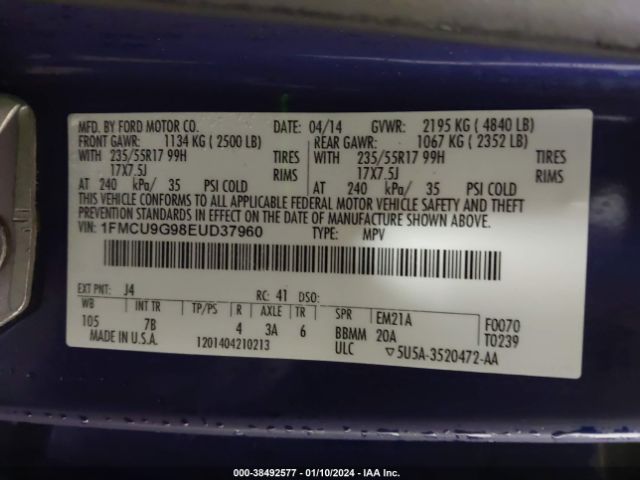 MFD. BY FORD MOTOR CO. DATE: 04/14 GVWR: 2195 KG ( 4840 LB)
FRONT GAWR: 1134 KG ( 2500 LB) REAR GAWR: 1067 KG ( 2352 LB)
WITH 235/55R17 99H TIRES WITH 235/55R17 99H TIRES
17X7.5J RIMS 17X7.5J RIMS
AT 240 kPa/ 35 PSI COLD AT 240 kPa/ 35 PSI COLD
THIS VEHICLE CONFORMS TO ALL APPLICABLE FEDERAL MOTOR VEHICLE SAFETY AND THEFT
PREVENTION STANDARDS IN EFFECT ON THE DATE OF MANUFACTURE SHOWN ABOVE.
VIN: 1FMCU9G98EUD37960 TYPE: MPV
EXT PNT: J4 RC: 41 DSO:
WB INT TR TP/PS R AXLE TR SPR EM21A F0070
105 7B 4 3A 6 BBMM 20A T0239
MADE IN U.S.A. 1201404210213 ULC ▽5U5A-3520472-AA
000-38492577 - 01/10/2024 - IAA Inc.